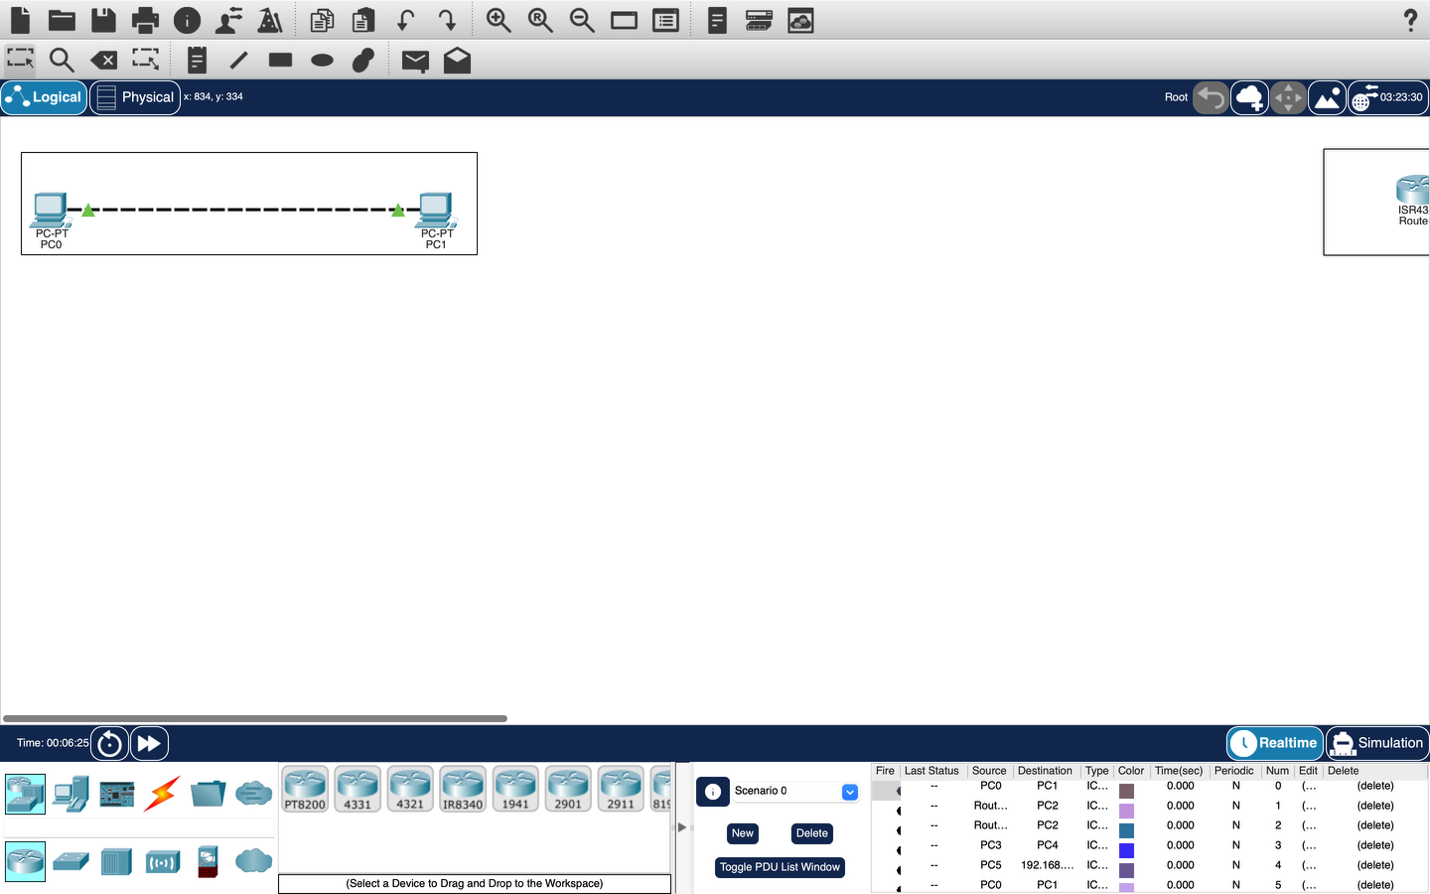 ?
Logical
Physical
x: 834, y: 334
Root
03:23:30
PC-PT
PC0
PC-PT
PC1
ISR43
Route
Time: 00:06:25
Realtime
Simulation
PT8200
4331
4321
IR8340
1941
2901
2911
819
(Select a Device to Drag and Drop to the Workspace)
Scenario 0
New
Delete
Toggle PDU List Window
Fire Last Status Source Destination Type Color Time(sec) Periodic Num Edit Delete
-- PC0 PC1 IC... 0.000 N 0 (... (delete)
-- Rout... PC2 IC... 0.000 N 1 (... (delete)
-- Rout... PC2 IC... 0.000 N 2 (... (delete)
-- PC3 PC4 IC... 0.000 N 3 (... (delete)
-- PC5 192.168.... IC... 0.000 N 4 (... (delete)
-- PC0 PC1 IC... 0.000 N 5 (... (delete)